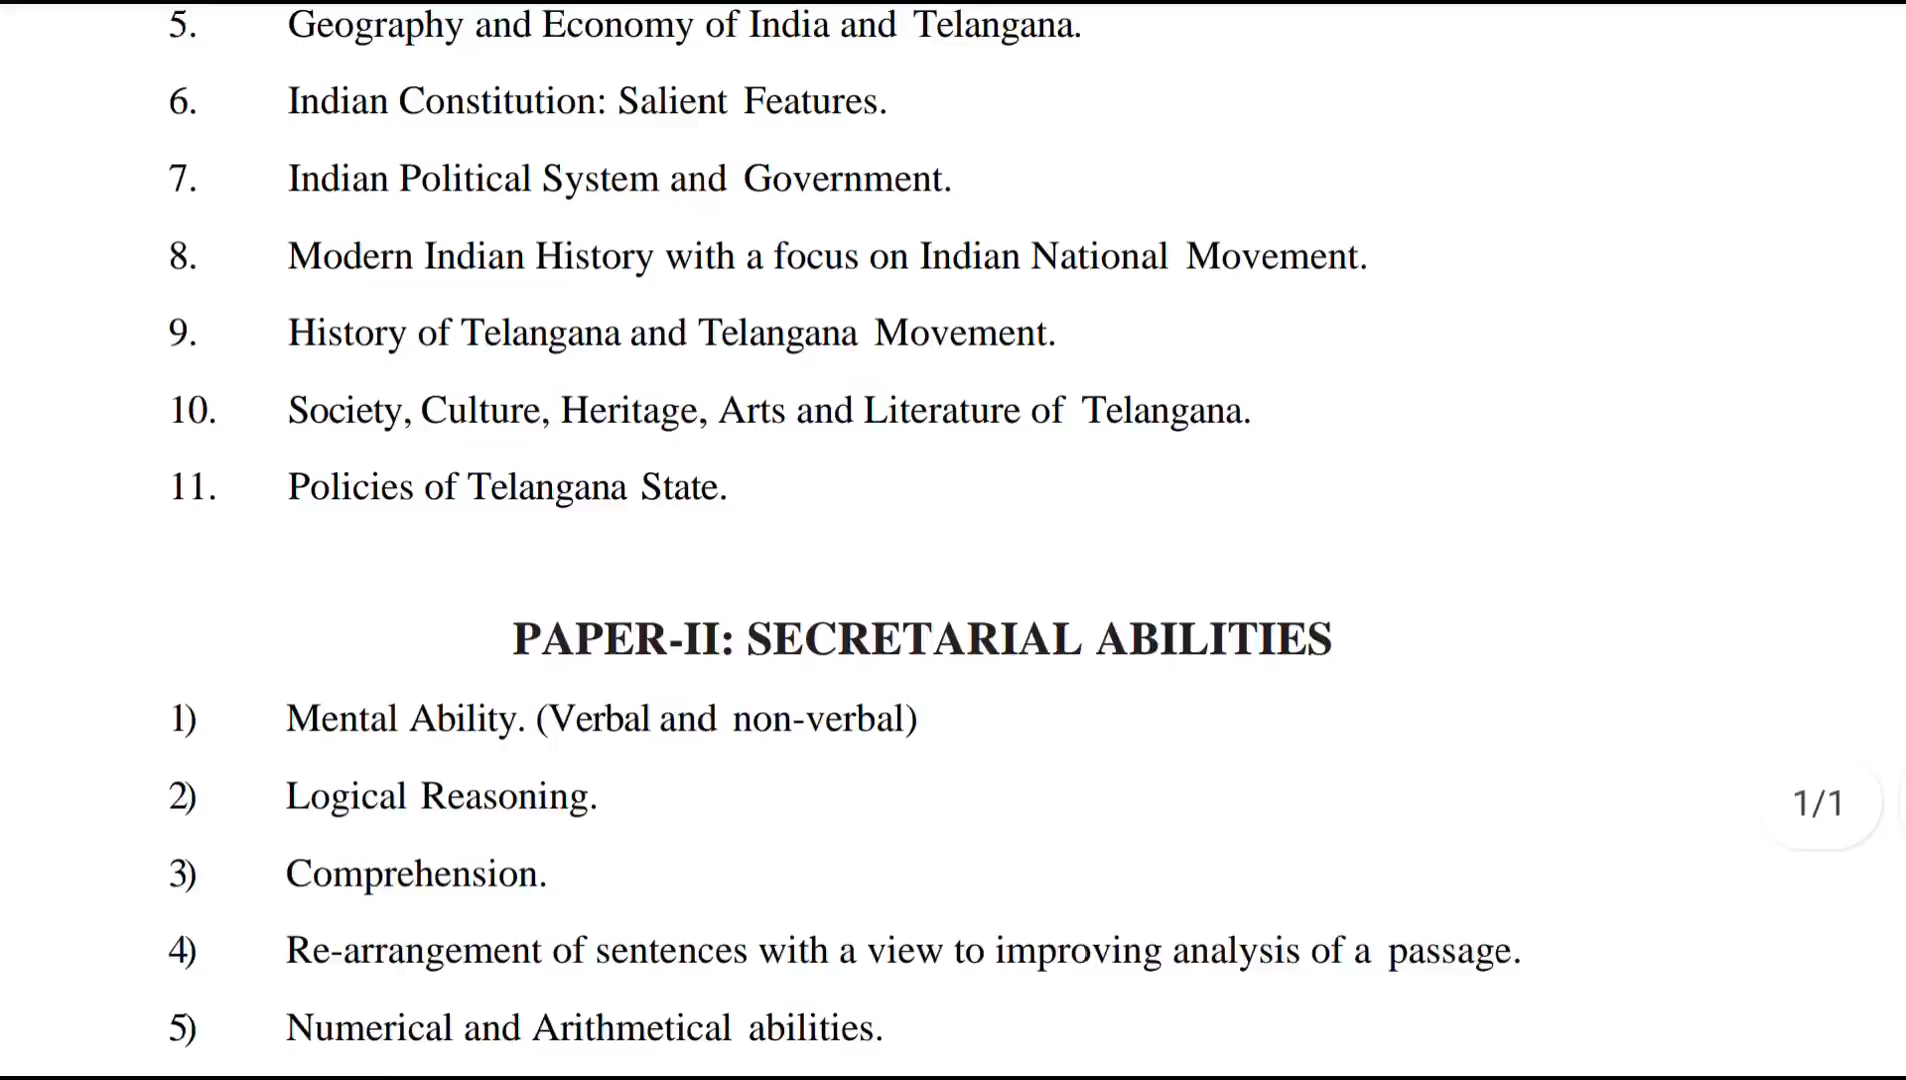 5. Geography and Economy of India and Telangana.
6. Indian Constitution: Salient Features.
7. Indian Political System and Government.
8. Modern Indian History with a focus on Indian National Movement.
9. History of Telangana and Telangana Movement.
10. Society, Culture, Heritage, Arts and Literature of Telangana.
11. Policies of Telangana State.
PAPER-II: SECRETARIAL ABILITIES
1) Mental Ability. (Verbal and non-verbal)
2) Logical Reasoning.
1/1
3) Comprehension.
4) Re-arrangement of sentences with a view to improving analysis of a passage.
5) Numerical and Arithmetical abilities.